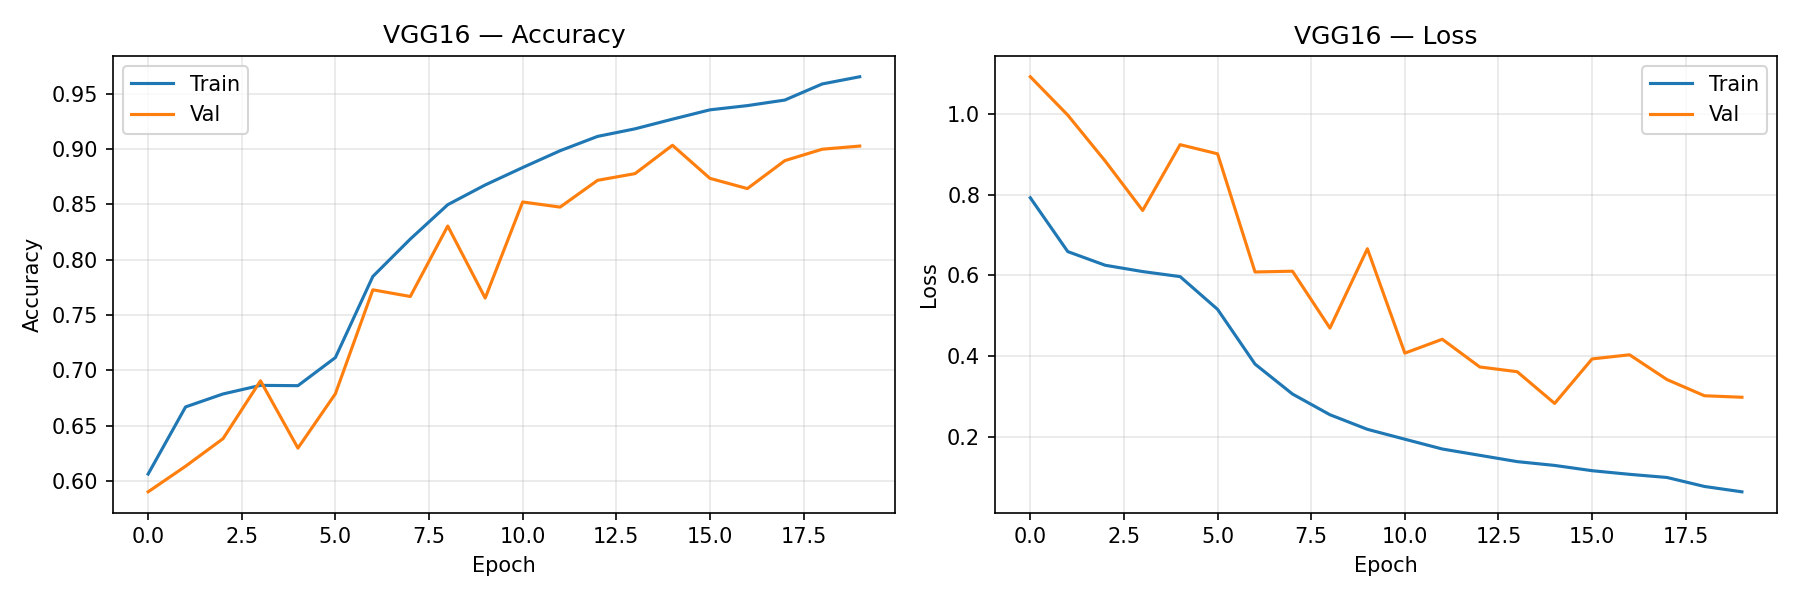 VGG16 — Accuracy
Train
Val
0.95
0.90
0.85
0.80
0.75
0.70
0.65
0.60
Accuracy
0.0 2.5 5.0 7.5 10.0 12.5 15.0 17.5
Epoch
VGG16 — Loss
Train
Val
1.0
0.8
0.6
0.4
0.2
Loss
0.0 2.5 5.0 7.5 10.0 12.5 15.0 17.5
Epoch